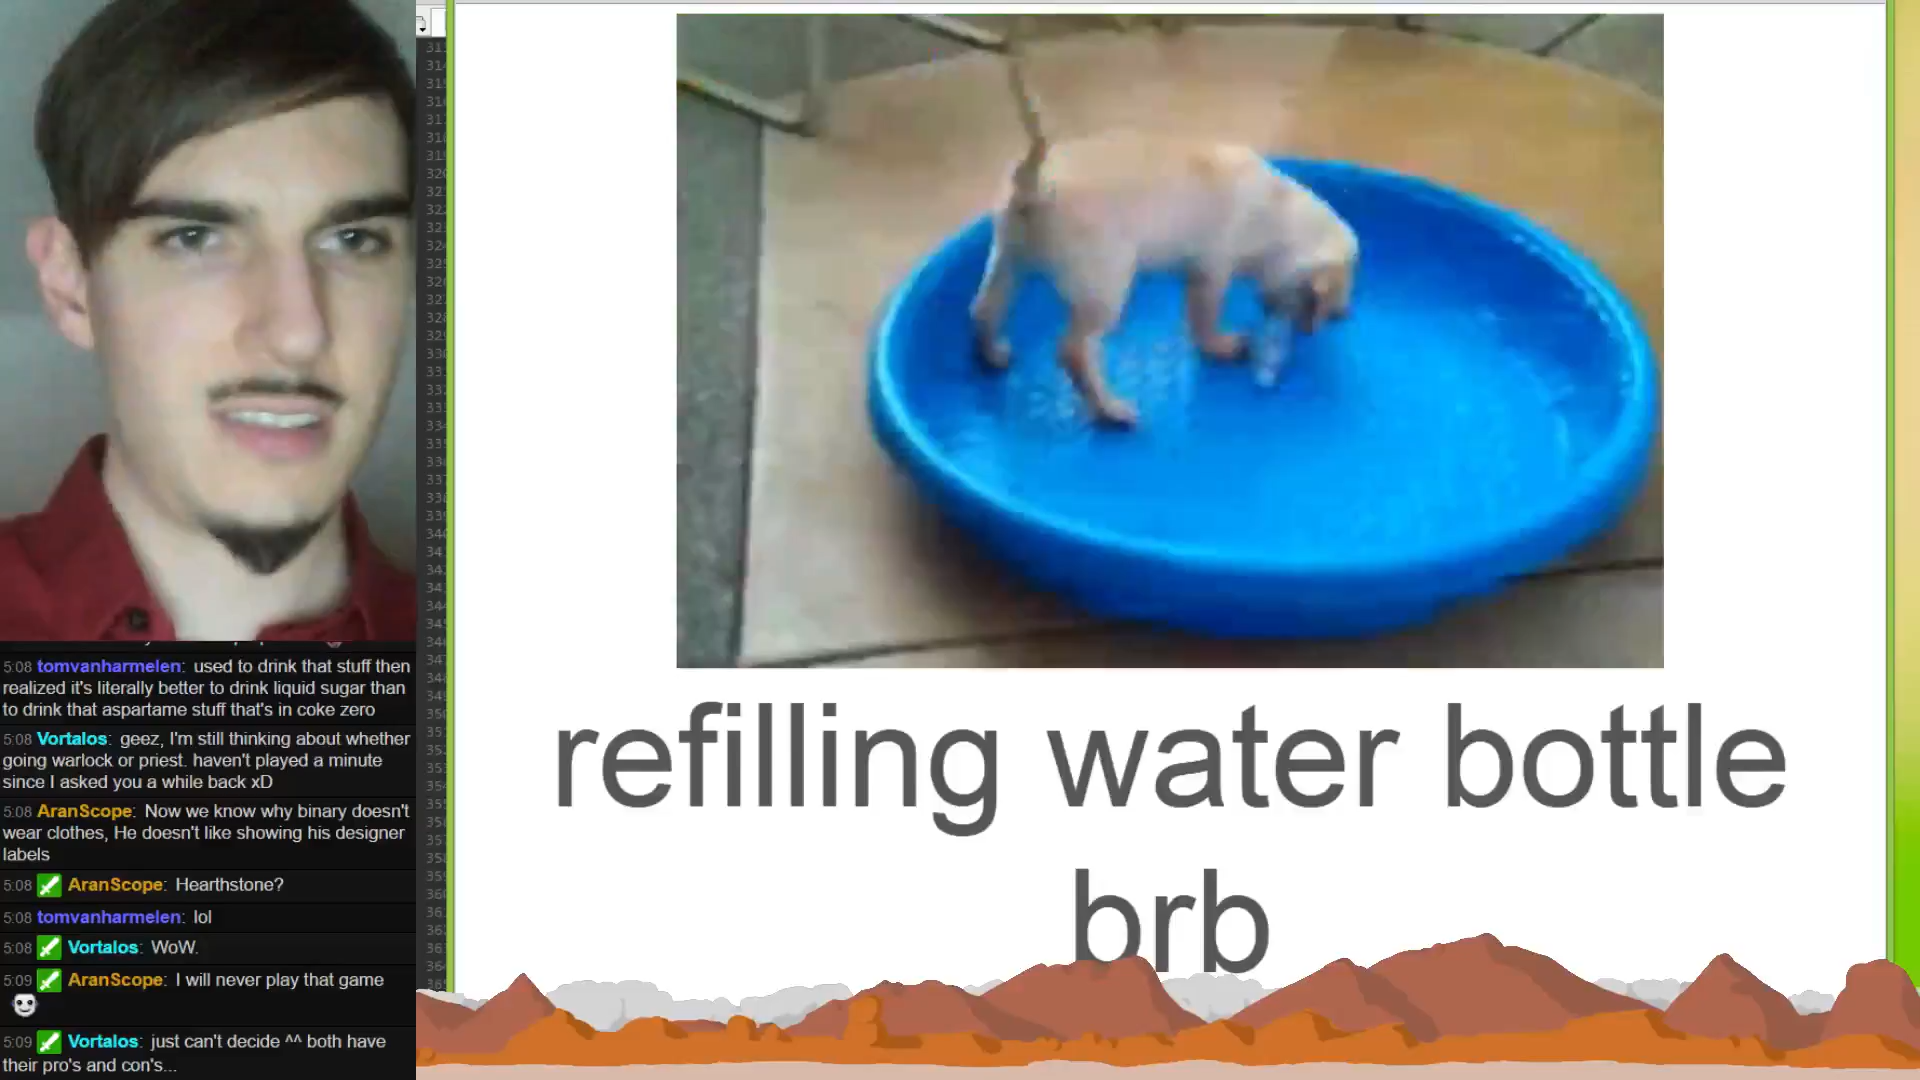 5:08 tomvanharmelen: used to drink that stuff then
realized it's literally better to drink liquid sugar than
to drink that aspartame stuff that's in coke zero
5:08 Vortalos: geez, I'm still thinking about whether
going warlock or priest. haven't played a minute
since I asked you a while back xD
5:08 AranScope: Now we know why binary doesn't
wear clothes, He doesn't like showing his designer
labels
5:08 AranScope: Hearthstone?
5:08 tomvanharmelen: lol
5:08 Vortalos: WoW.
5:09 AranScope: I will never play that game
5:09 Vortalos: just can't decide ^^ both have
their pro's and con's...
refilling water bottle
brb